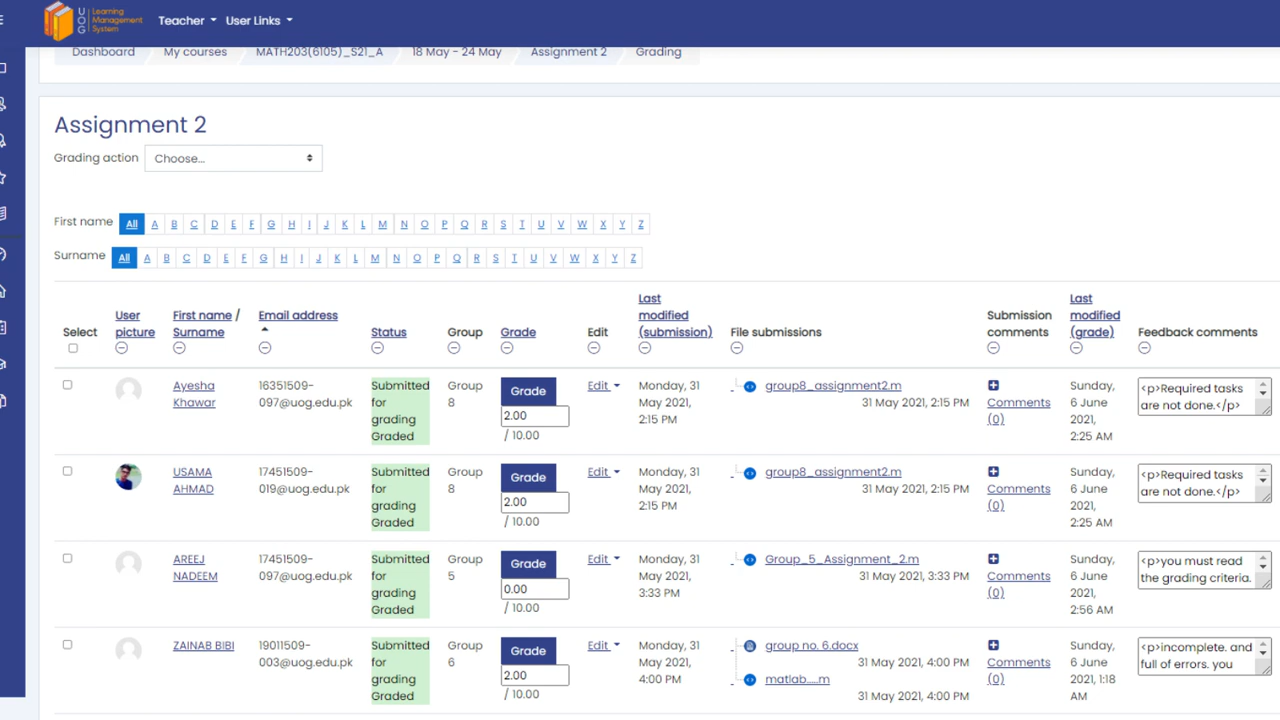 UOG Learning Management System
Teacher User Links
Dashboard My courses MATH203(6105)_S21_A 18 May - 24 May Assignment 2 Grading
Assignment 2
Grading action Choose...
First name All A B C D E F G H I J K L M N O P Q R S T U V W X Y Z
Surname All A B C D E F G H I J K L M N O P Q R S T U V W X Y Z
Select User picture First name / Surname Email address Status Group Grade Edit Last modified (submission) File submissions Submission comments Last modified (grade) Feedback comments
Ayesha Khawar 16351509-097@uog.edu.pk Submitted for grading Graded Group 8 Grade 2.00 / 10.00 Edit Monday, 31 May 2021, 2:15 PM group8_assignment2.m 31 May 2021, 2:15 PM Comments (0) Sunday, 6 June 2021, 2:25 AM <p>Required tasks are not done.</p>
USAMA AHMAD 17451509-019@uog.edu.pk Submitted for grading Graded Group 8 Grade 2.00 / 10.00 Edit Monday, 31 May 2021, 2:15 PM group8_assignment2.m 31 May 2021, 2:15 PM Comments (0) Sunday, 6 June 2021, 2:25 AM <p>Required tasks are not done.</p>
AREEJ NADEEM 17451509-097@uog.edu.pk Submitted for grading Graded Group 5 Grade 0.00 / 10.00 Edit Monday, 31 May 2021, 3:33 PM Group_5_Assignment_2.m 31 May 2021, 3:33 PM Comments (0) Sunday, 6 June 2021, 2:56 AM <p>you must read the grading criteria.
ZAINAB BIBI 19011509-003@uog.edu.pk Submitted for grading Graded Group 6 Grade 2.00 / 10.00 Edit Monday, 31 May 2021, 4:00 PM group no. 6.docx 31 May 2021, 4:00 PM matlab.....m 31 May 2021, 4:00 PM Comments (0) Sunday, 6 June 2021, 1:18 AM <p>incomplete. and full of errors. you